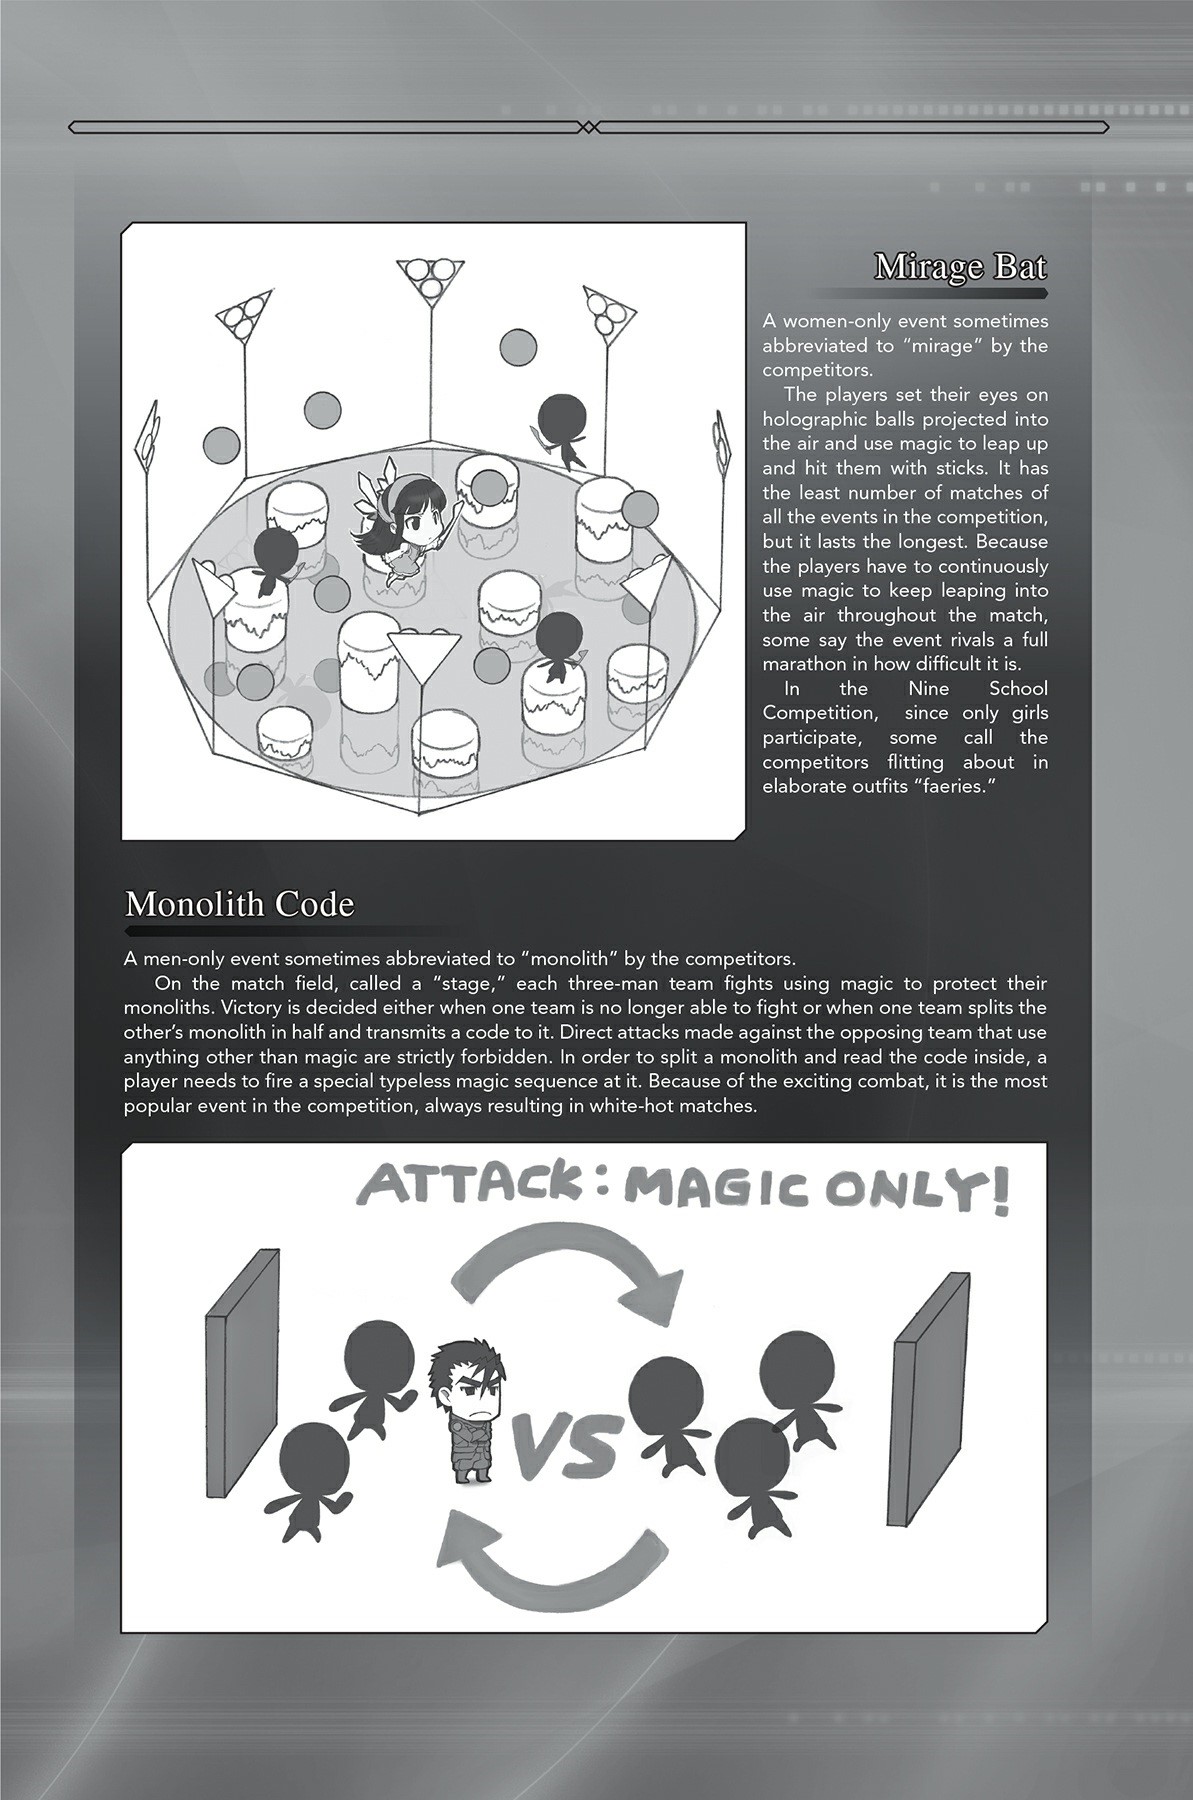 Mirage Bat
A women-only event sometimes
abbreviated to “mirage” by the
competitors.
The players set their eyes on
holographic balls projected into
the air and use magic to leap up
and hit them with sticks. It has
the least number of matches of
all the events in the competition,
but it lasts the longest. Because
the players have to continuously
use magic to keep leaping into
the air throughout the match,
some say the event rivals a full
marathon in how difficult it is.
In the Nine School
Competition, since only girls
participate, some call the
competitors flitting about in
elaborate outfits “faeries.”
Monolith Code
A men-only event sometimes abbreviated to “monolith” by the competitors.
On the match field, called a “stage,” each three-man team fights using magic to protect their
monoliths. Victory is decided either when one team is no longer able to fight or when one team splits the
other’s monolith in half and transmits a code to it. Direct attacks made against the opposing team that use
anything other than magic are strictly forbidden. In order to split a monolith and read the code inside, a
player needs to fire a special typeless magic sequence at it. Because of the exciting combat, it is the most
popular event in the competition, always resulting in white-hot matches.
ATTACK: MAGIC ONLY!
VS